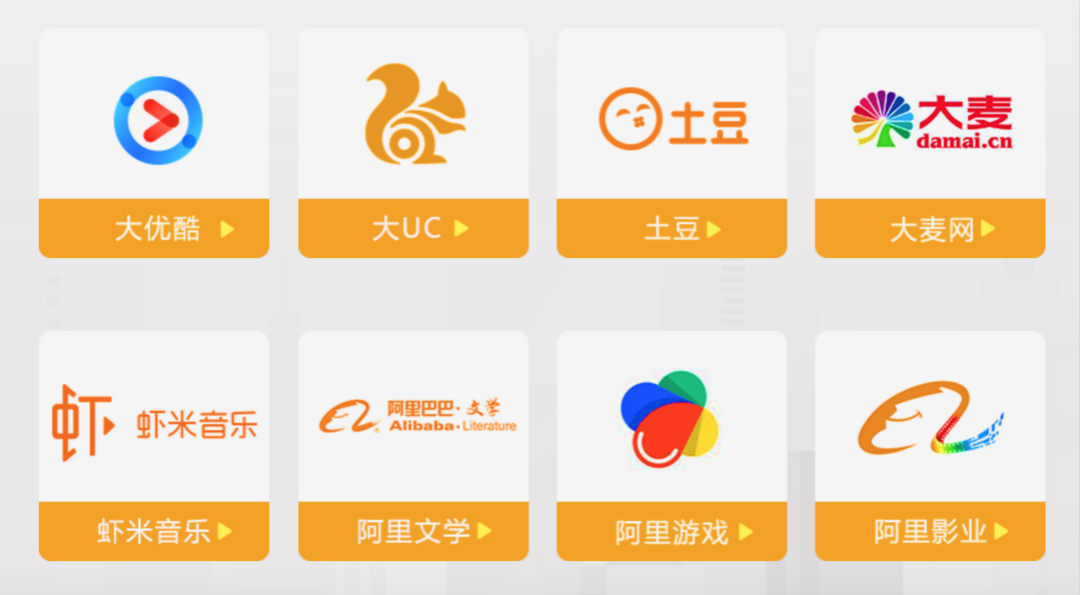 土豆
大麦
damai.cn
大优酷
大UC
土豆
大麦网
虾
虾米音乐
阿里巴巴·文学
Alibaba·Literature
虾米音乐
阿里文学
阿里游戏
阿里影业